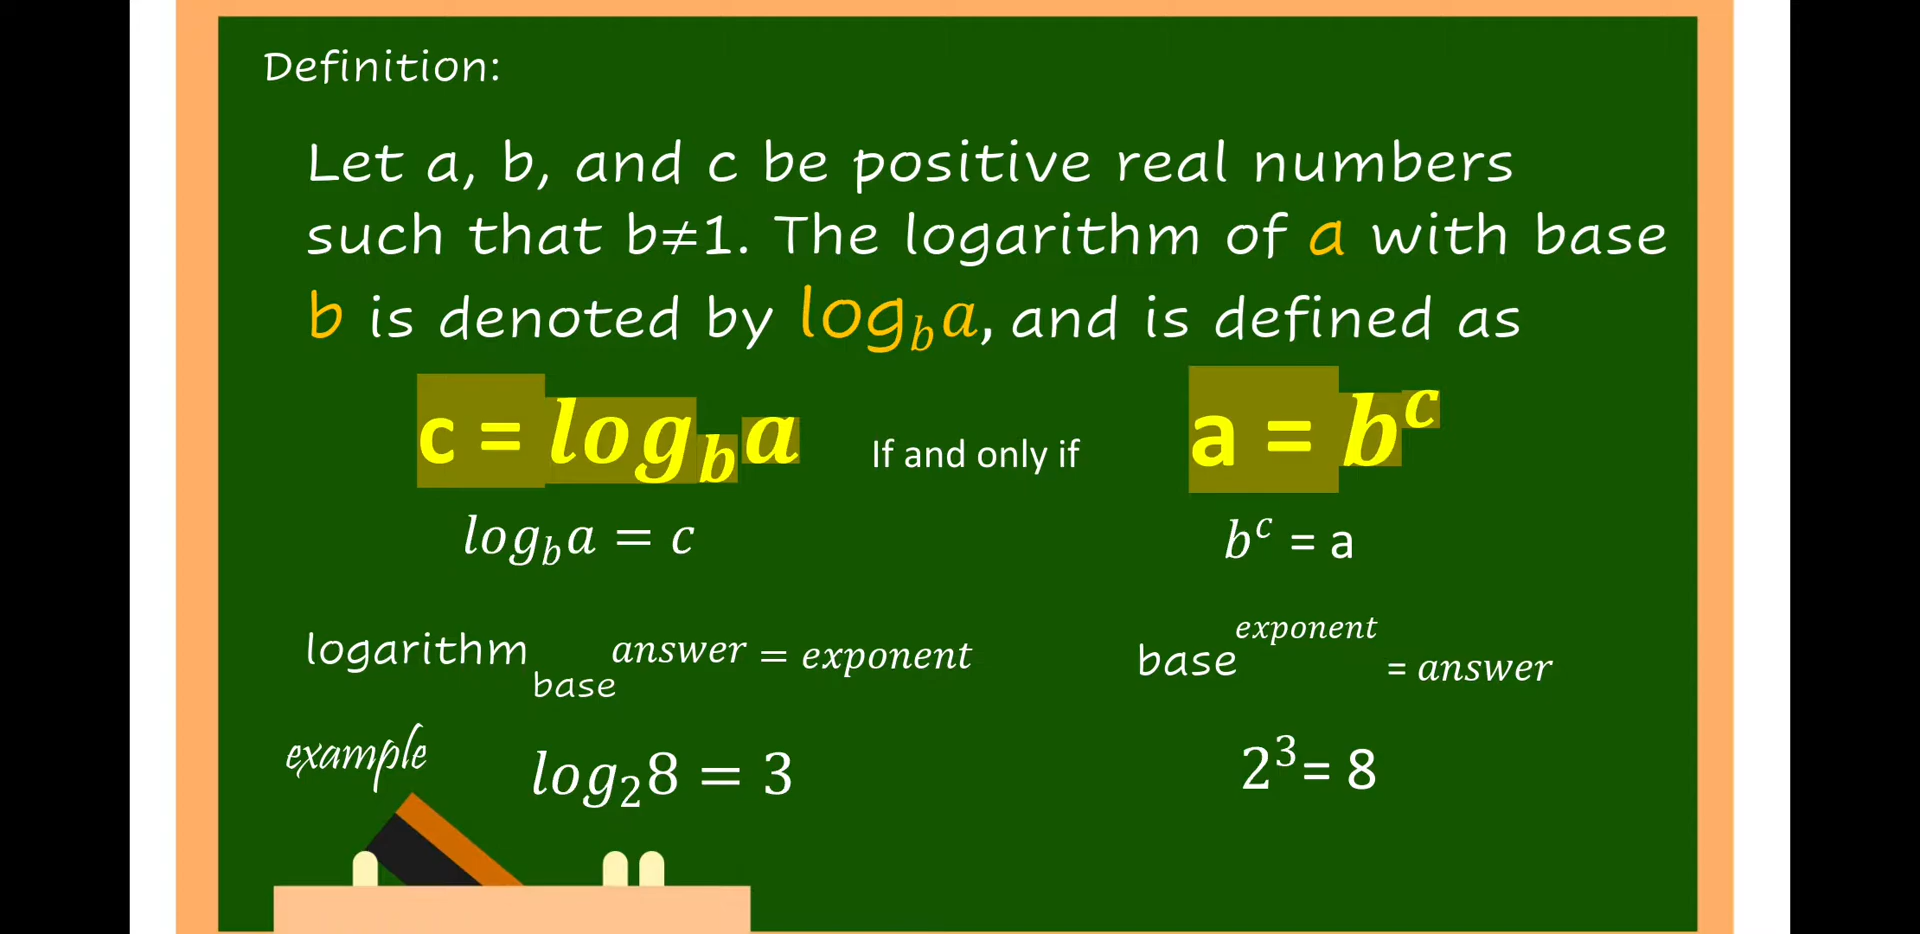 Definition:
Let a, b, and c be positive real numbers
such that b≠1. The logarithm of a with base
b is denoted by log_b a, and is defined as
c = log_b a If and only if a = b^c
log_b a = c b^c = a
logarithm_base answer = exponent base^exponent = answer
example log_2 8 = 3 2^3 = 8